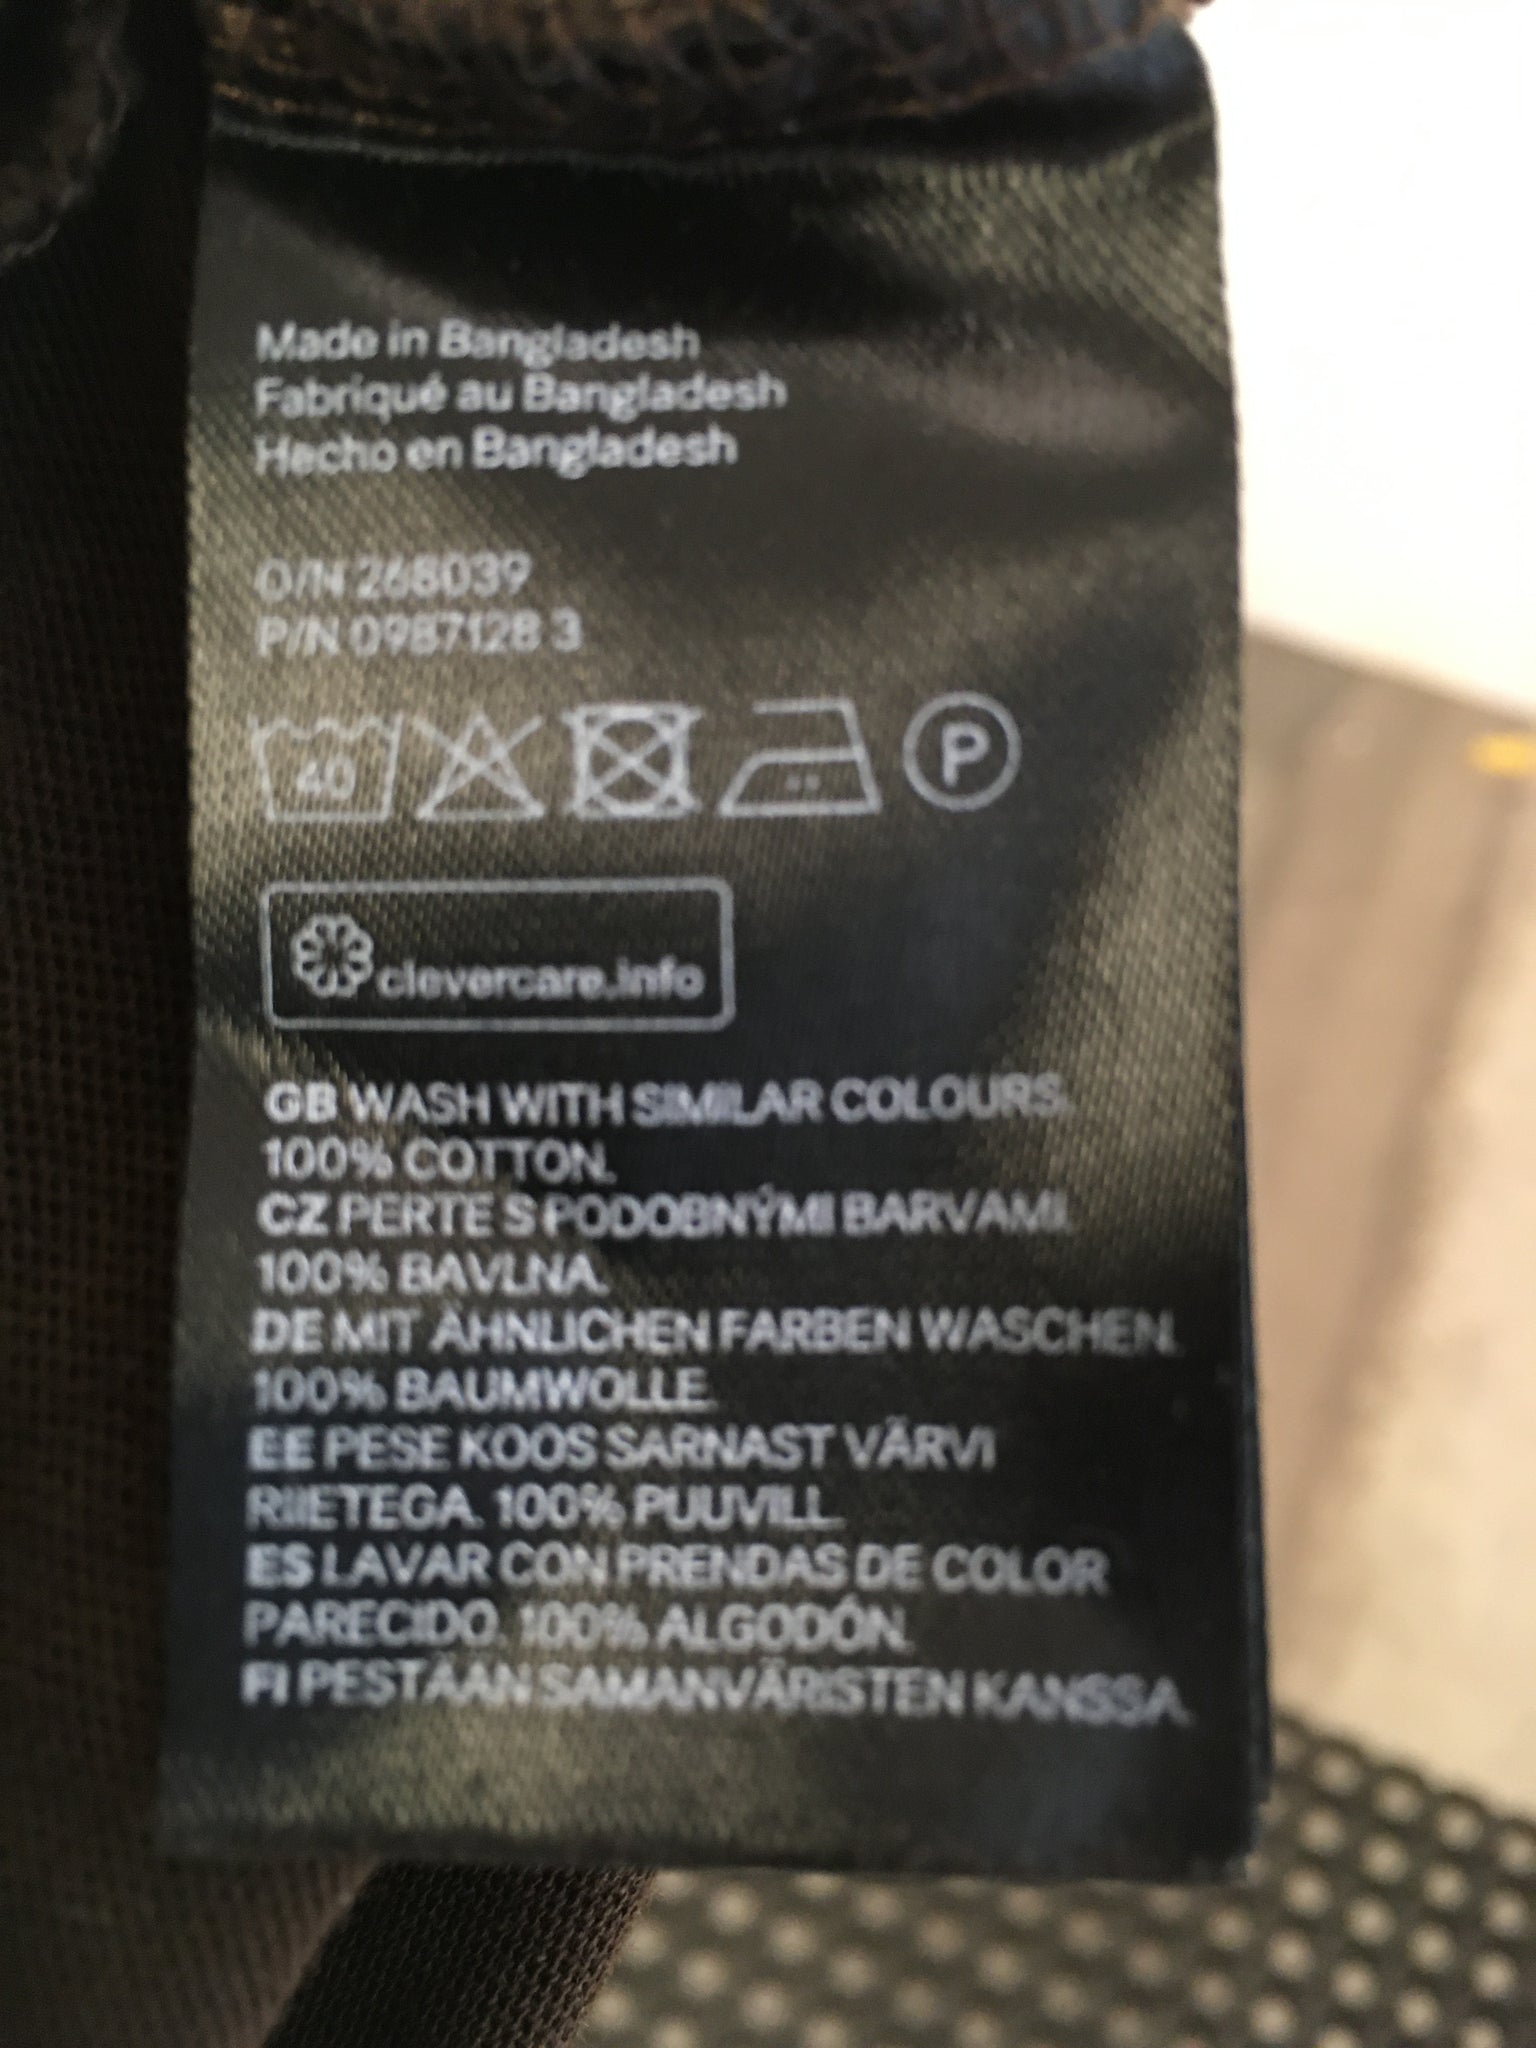 Made in Bangladesh
Fabriqué au Bangladesh
Hecho en Bangladesh
O/N 268039
P/N 0987128 3
40
P
clevercare.info
GB WASH WITH SIMILAR COLOURS.
100% COTTON.
CZ PERTE S PODOBNÝMI BARVAMI.
100% BAVLNA.
DE MIT ÄHNLICHEN FARBEN WASCHEN.
100% BAUMWOLLE.
EE PESE KOOS SARNAST VÄRVI
RIIETEGA. 100% PUUVILL.
ES LAVAR CON PRENDAS DE COLOR
PARECIDO. 100% ALGODÓN.
FI PESTÄÄN SAMANVÄRISTEN KANSSA.